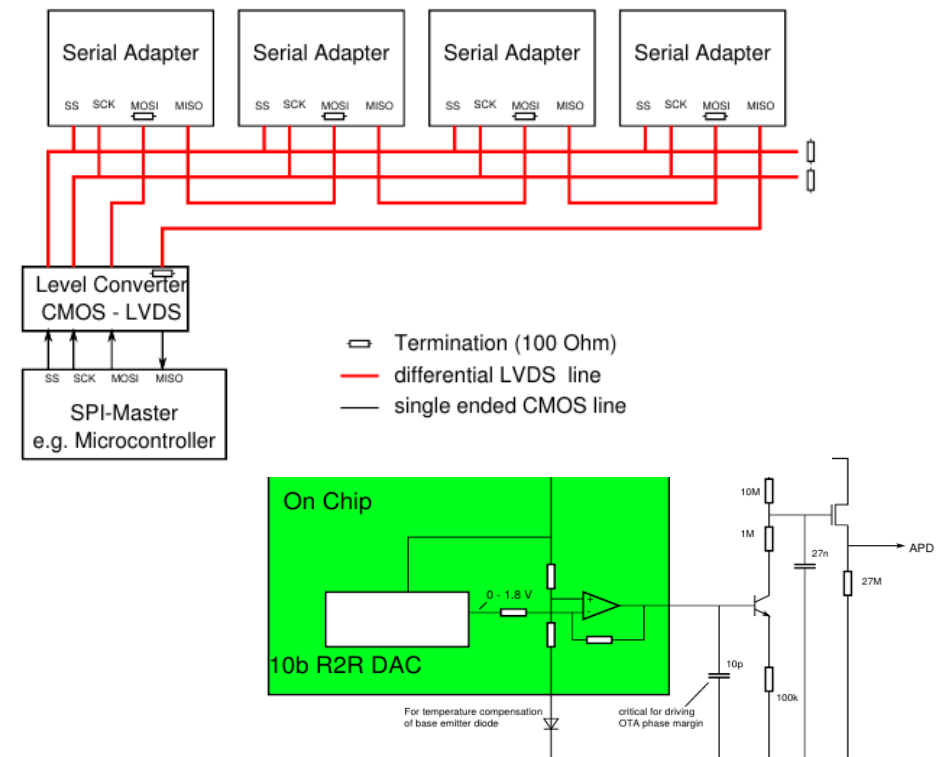 Serial Adapter
Serial Adapter
Serial Adapter
Serial Adapter
SS SCK MOSI MISO
SS SCK MOSI MISO
SS SCK MOSI MISO
SS SCK MOSI MISO
Level Converter
CMOS - LVDS
SS SCK MOSI MISO
SPI-Master
e.g. Microcontroller
Termination (100 Ohm)
differential LVDS line
single ended CMOS line
On Chip
0 - 1.8 V
+
-
10b R2R DAC
10M
1M
27n
APD
27M
10p
100k
For temperature compensation
of base emitter diode
critical for driving
OTA phase margin